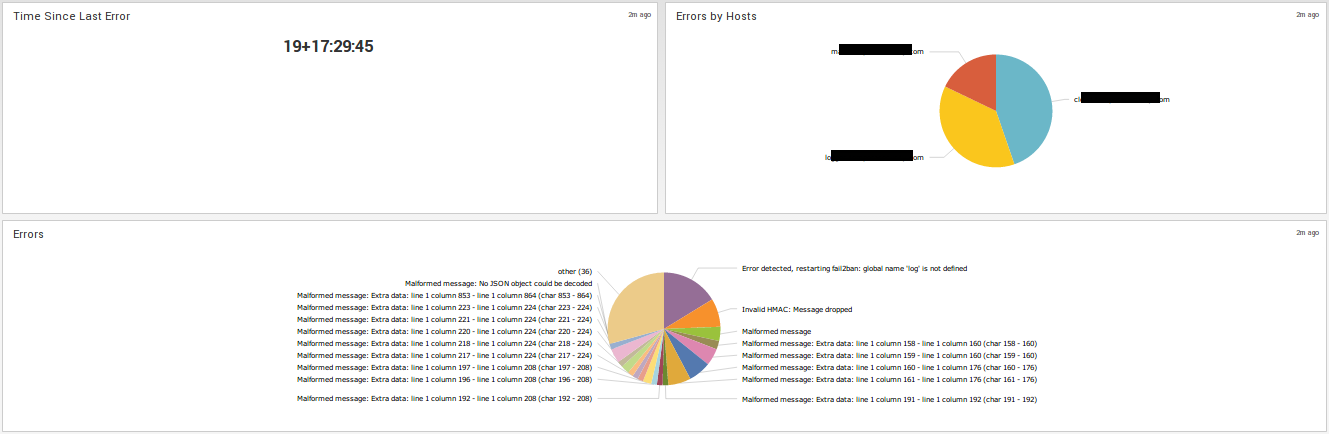 Time Since Last Error
2m ago
19+17:29:45
Errors by Hosts
2m ago
Errors
2m ago
other (36)
Malformed message: No JSON object could be decoded
Malformed message: Extra data: line 1 column 853 - line 1 column 864 (char 853 - 864)
Malformed message: Extra data: line 1 column 223 - line 1 column 224 (char 223 - 224)
Malformed message: Extra data: line 1 column 221 - line 1 column 224 (char 221 - 224)
Malformed message: Extra data: line 1 column 220 - line 1 column 224 (char 220 - 224)
Malformed message: Extra data: line 1 column 218 - line 1 column 224 (char 218 - 224)
Malformed message: Extra data: line 1 column 217 - line 1 column 224 (char 217 - 224)
Malformed message: Extra data: line 1 column 197 - line 1 column 208 (char 197 - 208)
Malformed message: Extra data: line 1 column 196 - line 1 column 208 (char 196 - 208)
Malformed message: Extra data: line 1 column 192 - line 1 column 208 (char 192 - 208)
Error detected, restarting fail2ban: global name 'log' is not defined
Invalid HMAC: Message dropped
Malformed message
Malformed message: Extra data: line 1 column 158 - line 1 column 160 (char 158 - 160)
Malformed message: Extra data: line 1 column 159 - line 1 column 160 (char 159 - 160)
Malformed message: Extra data: line 1 column 160 - line 1 column 176 (char 160 - 176)
Malformed message: Extra data: line 1 column 161 - line 1 column 176 (char 161 - 176)
Malformed message: Extra data: line 1 column 191 - line 1 column 192 (char 191 - 192)